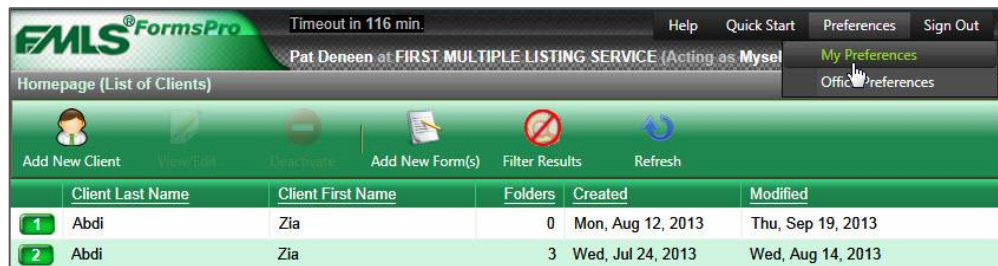 FMLS®FormsPro
Timeout in 116 min.
Help Quick Start Preferences Sign Out
Pat Deneen at FIRST MULTIPLE LISTING SERVICE (Acting as Mysel
My Preferences
Homepage (List of Clients)
Office Preferences
Add New Client View/Edit Deactivate Add New Form(s) Filter Results Refresh
Client Last Name Client First Name Folders Created Modified
1 Abdi Zia 0 Mon, Aug 12, 2013 Thu, Sep 19, 2013
2 Abdi Zia 3 Wed, Jul 24, 2013 Wed, Aug 14, 2013